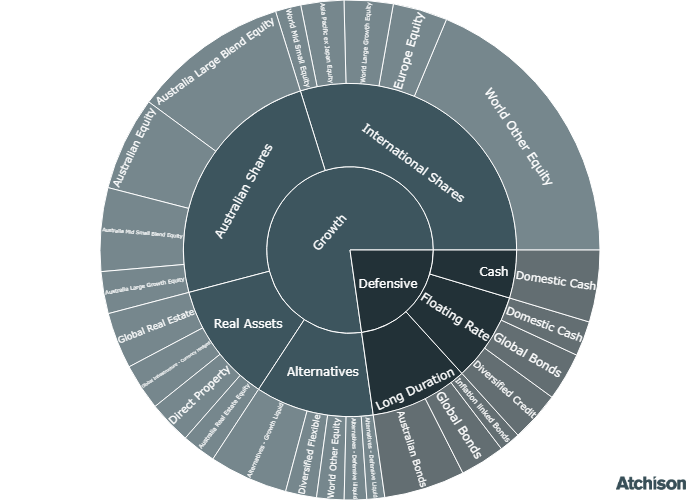 Growth
Defensive
International Shares
Australian Shares
Real Assets
Alternatives
Long Duration
Floating Rate
Cash
World Other Equity
Europe Equity
World Large Growth Equity
Asia Pacific ex Japan Equity
World Mid Small Equity
Australia Large Blend Equity
Australian Equity
Australia Mid Small Blend Equity
Australia Large Growth Equity
Global Real Estate
Global Infrastructure - Currency Hedged
Direct Property
Australia Real Estate Equity
Alternatives - Growth Liquid
Diversified Flexible
World Other Equity
Alternatives - Defensive Illiquid
Alternatives - Defensive Liquid
Australian Bonds
Global Bonds
Inflation linked Bonds
Diversified Credit
Global Bonds
Domestic Cash
Domestic Cash
Atchison